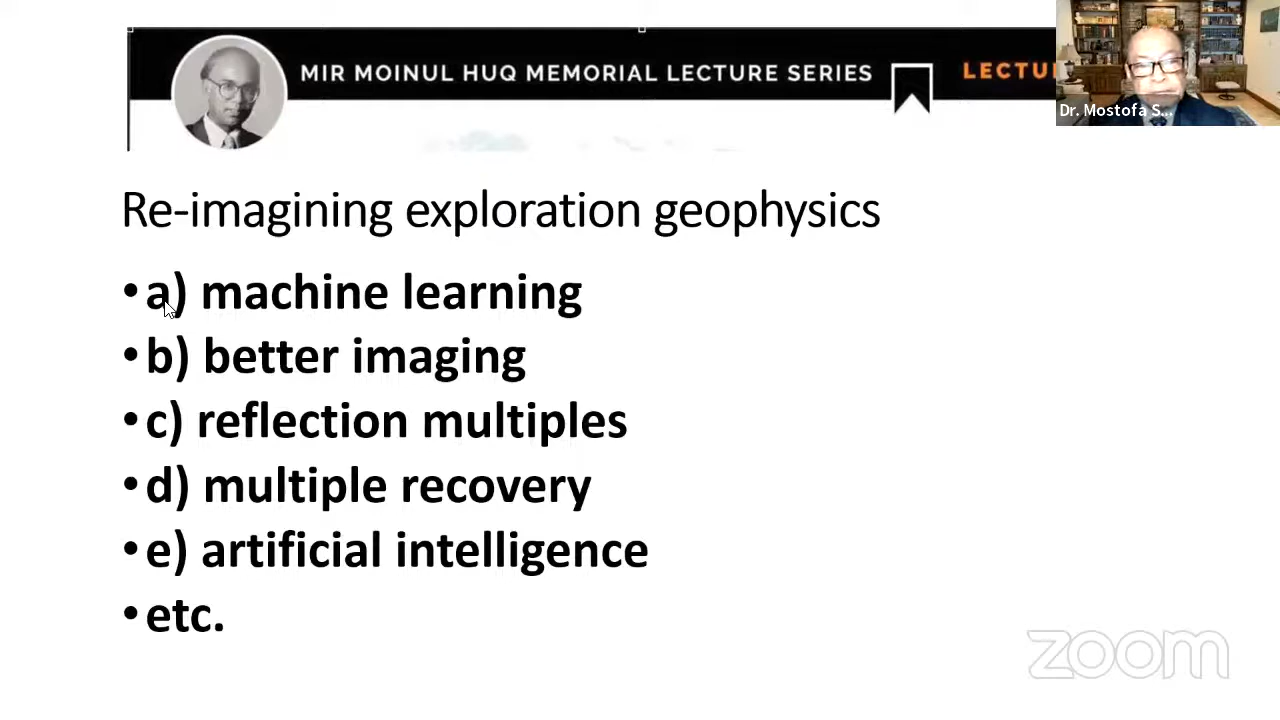 MIR MOINUL HUQ MEMORIAL LECTURE SERIES LECTU
Dr. Mostofa S...
Re-imagining exploration geophysics
•a) machine learning
•b) better imaging
•c) reflection multiples
•d) multiple recovery
•e) artificial intelligence
•etc.
zoom